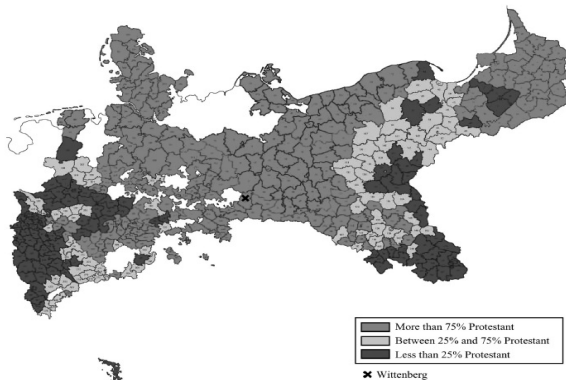 More than 75% Protestant
Between 25% and 75% Protestant
Less than 25% Protestant
Wittenberg